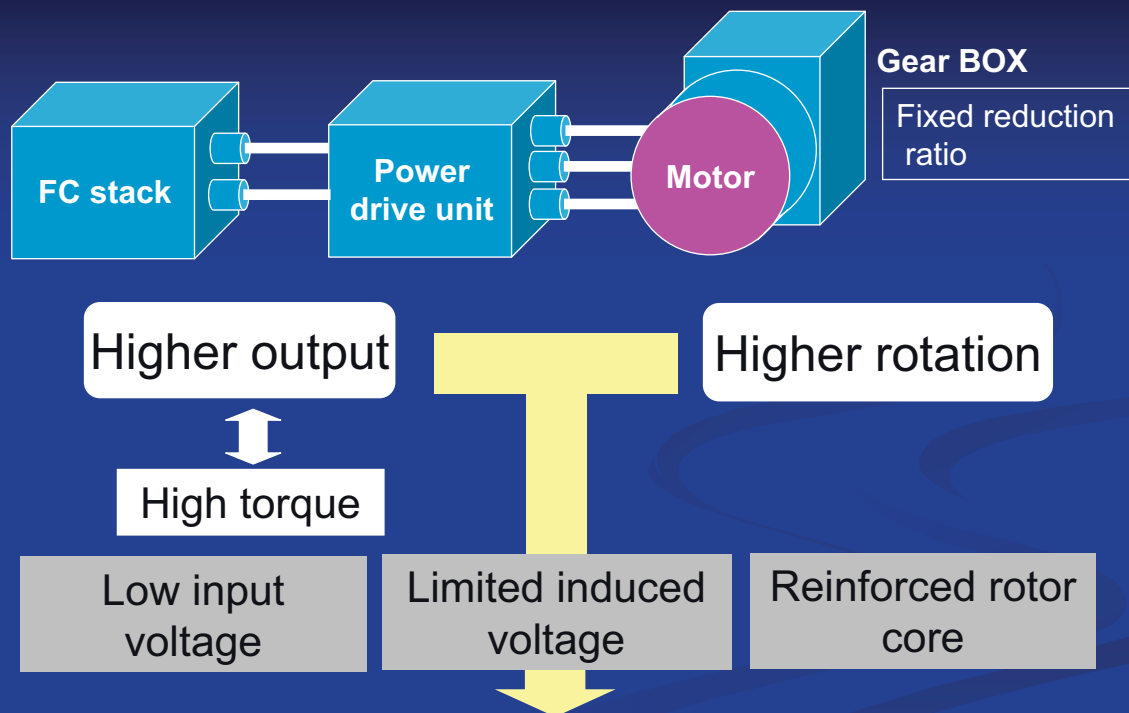 Gear BOX
Fixed reduction
ratio
FC stack
Power
drive unit
Motor
Higher output
Higher rotation
High torque
Low input
voltage
Limited induced
voltage
Reinforced rotor
core